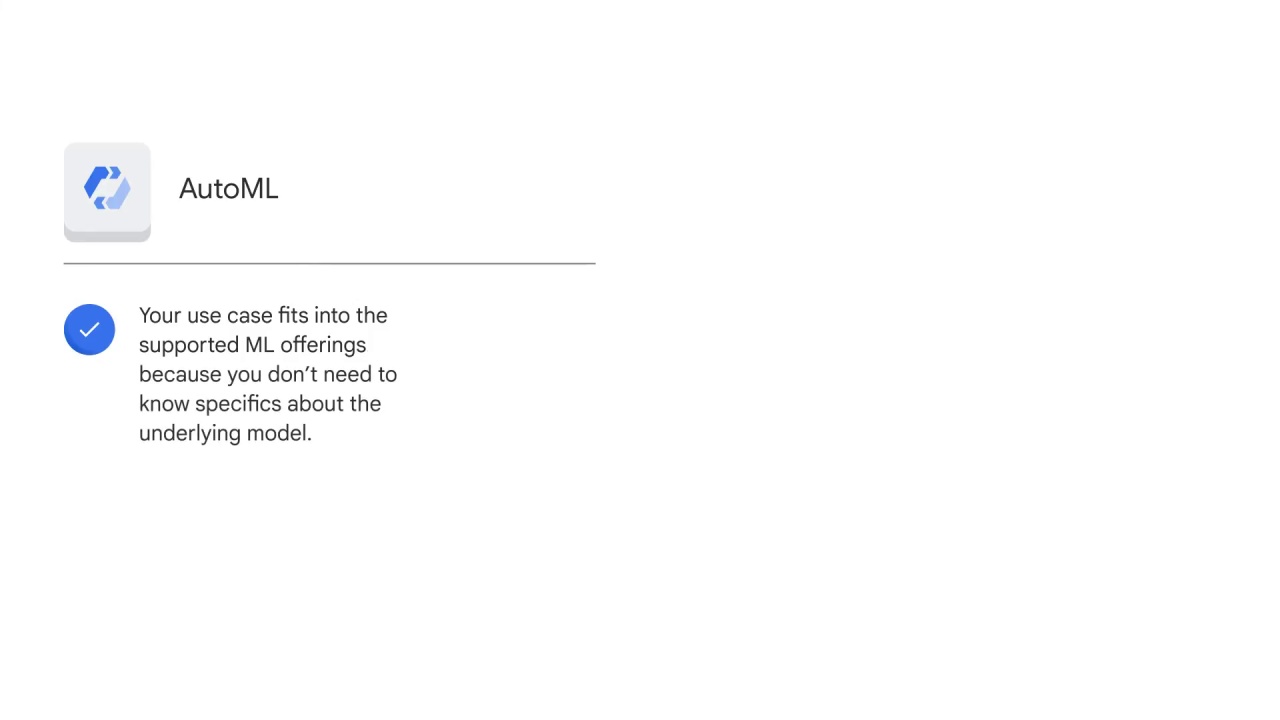 AutoML
Your use case fits into the
supported ML offerings
because you don’t need to
know specifics about the
underlying model.